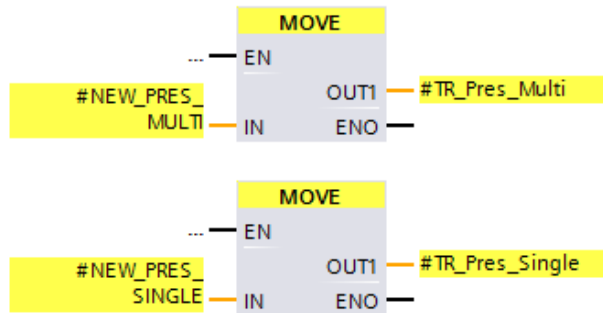 MOVE
... EN
#NEW_PRES_
MULTI IN
OUT1 #TR_Pres_Multi
ENO
MOVE
... EN
#NEW_PRES_
SINGLE IN
OUT1 #TR_Pres_Single
ENO